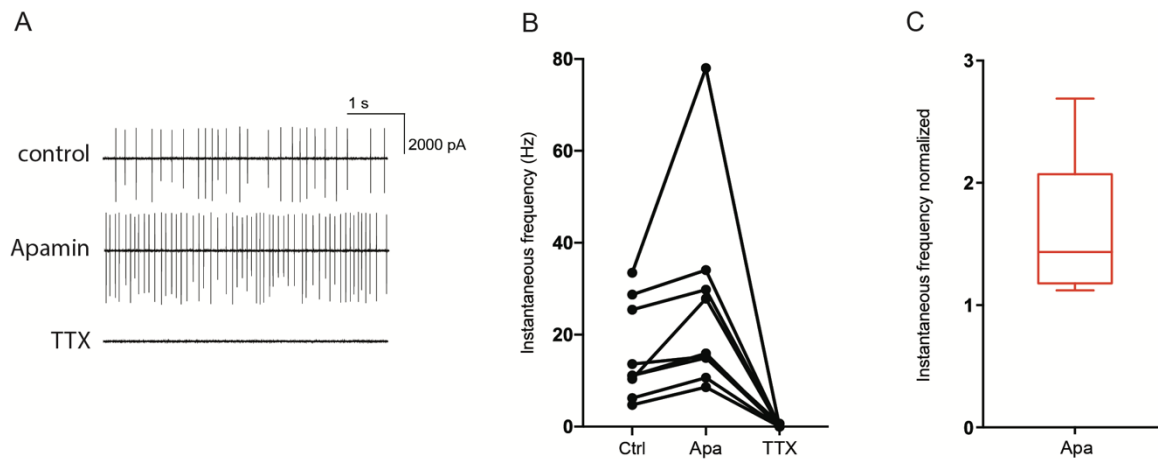 A
1 s
2000 pA
control
Apamin
TTX
B
Instantaneous frequency (Hz)
80
60
40
20
0
Ctrl Apa TTX
C
Instantaneous frequency normalized
3
2
1
0
Apa